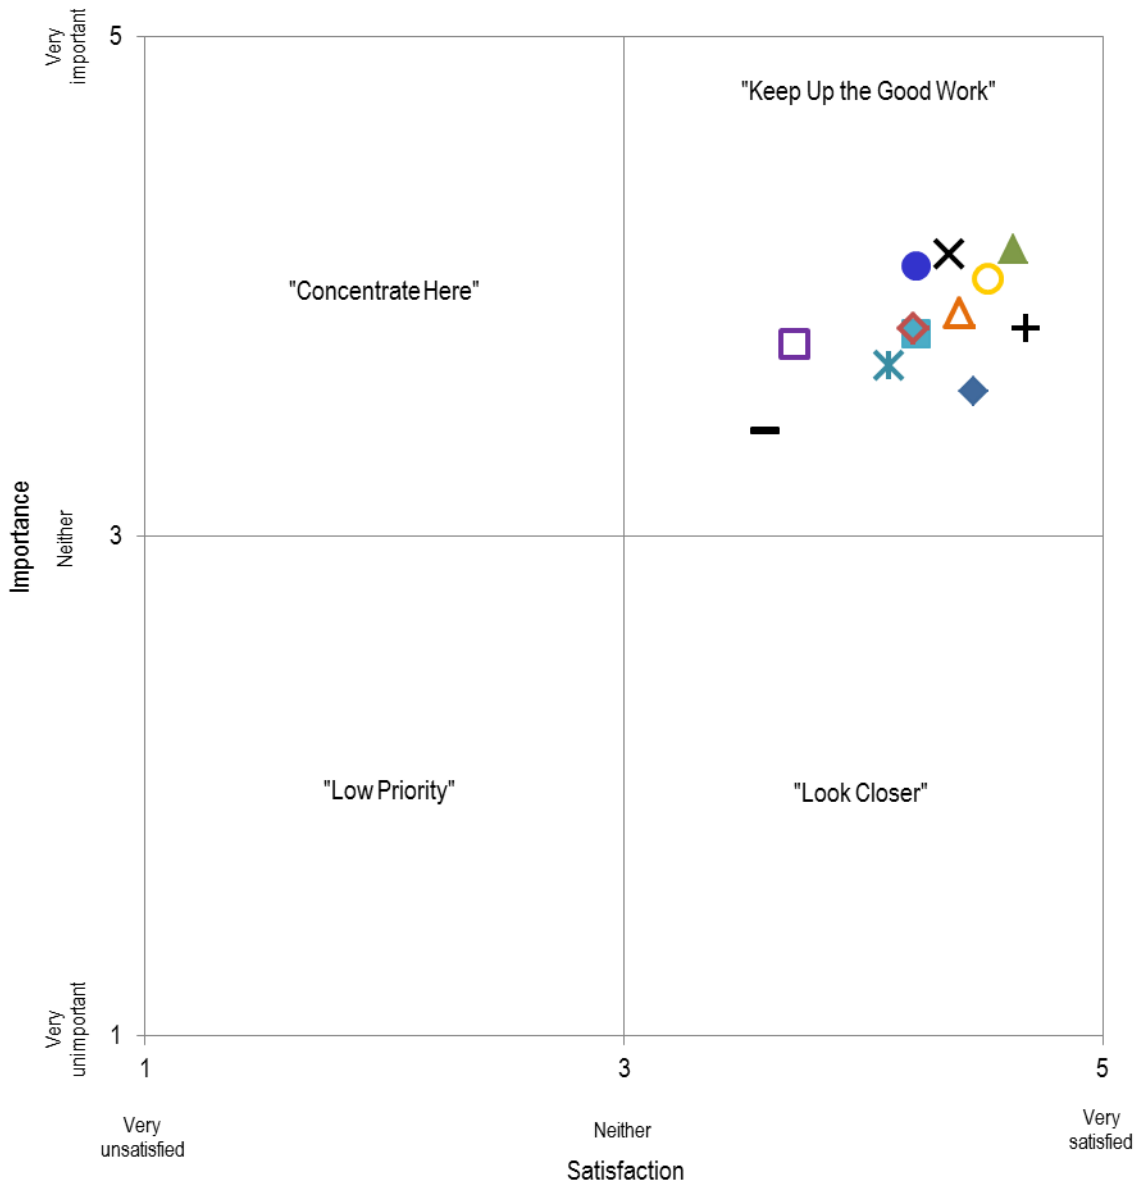 Very
important
5
"Keep Up the Good Work"
"Concentrate Here"
Importance
Neither
3
"Low Priority"
"Look Closer"
Very
unimportant
1
1
3
5
Very
unsatisfied
Neither
Very
satisfied
Satisfaction